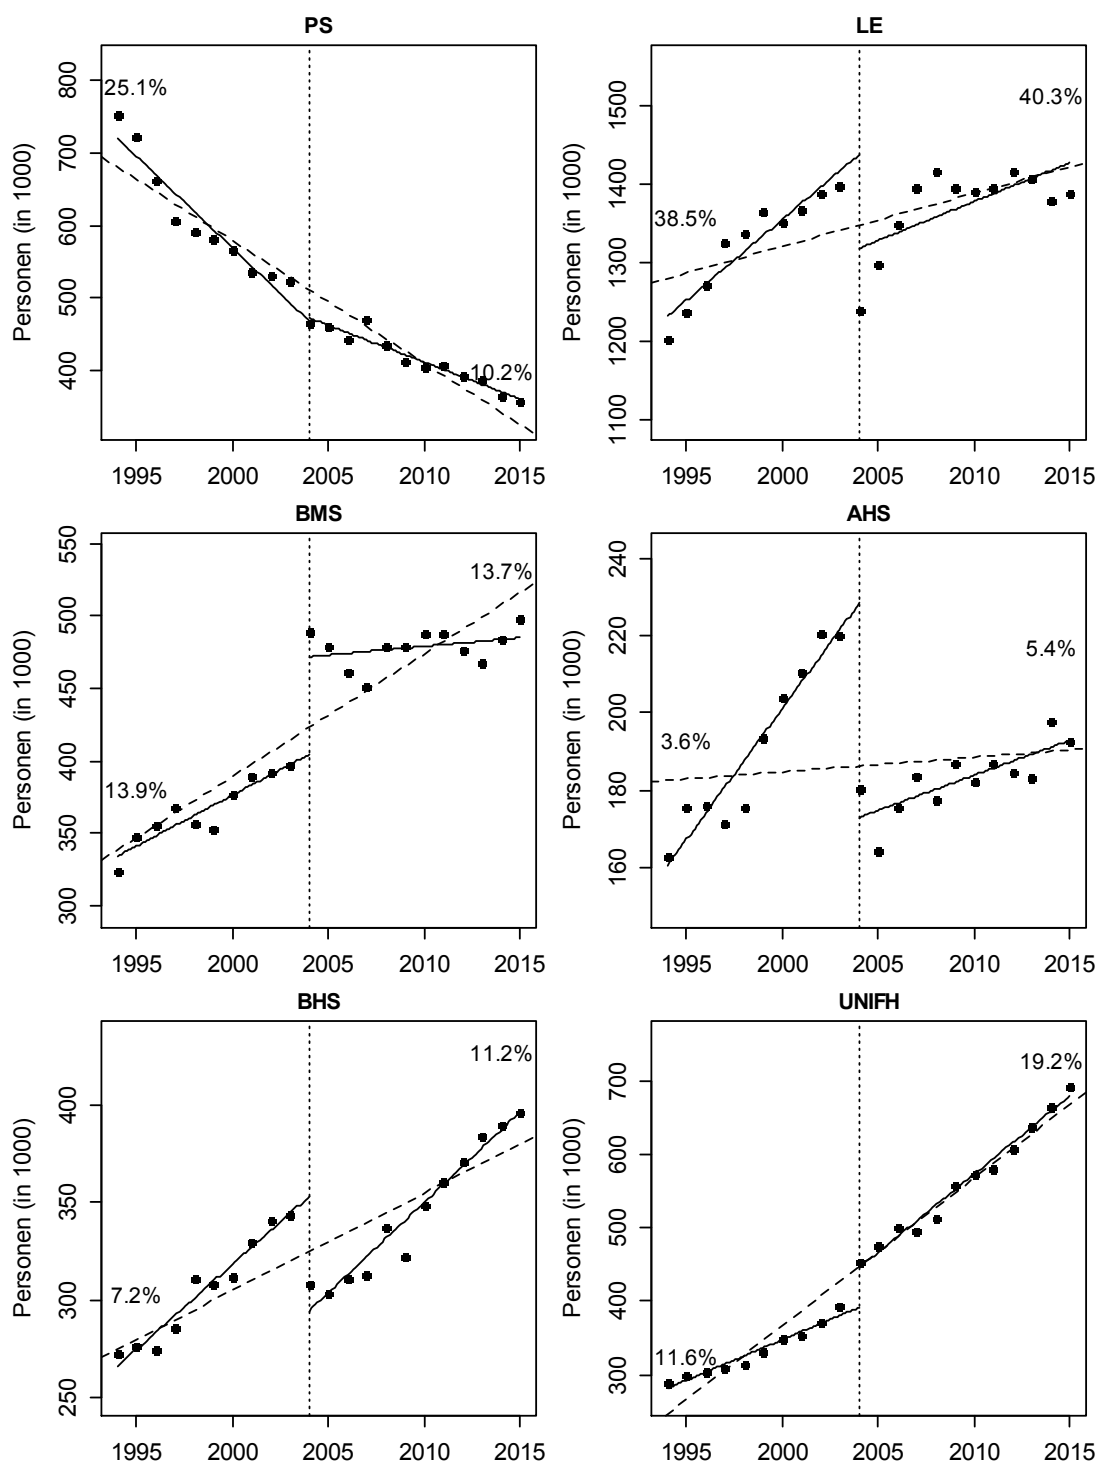 PS
Personen (in 1000)
800
700
600
500
400
25.1%
10.2%
1995 2000 2005 2010 2015
LE
Personen (in 1000)
1500
1400
1300
1200
1100
38.5%
40.3%
1995 2000 2005 2010 2015
BMS
Personen (in 1000)
550
500
450
400
350
300
13.9%
13.7%
1995 2000 2005 2010 2015
AHS
Personen (in 1000)
240
220
200
180
160
3.6%
5.4%
1995 2000 2005 2010 2015
BHS
Personen (in 1000)
400
350
300
250
7.2%
11.2%
1995 2000 2005 2010 2015
UNIFH
Personen (in 1000)
700
600
500
400
300
11.6%
19.2%
1995 2000 2005 2010 2015